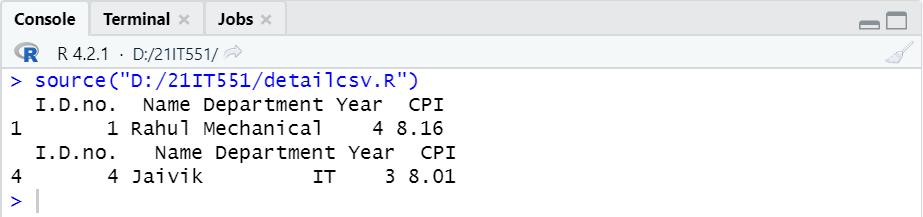 Console Terminal Jobs
R R 4.2.1 · D:/21IT551/
> source("D:/21IT551/detailcsv.R")
  I.D.no.  Name Department Year  CPI
1       1 Rahul Mechanical    4 8.16
  I.D.no.   Name Department Year  CPI
4       4 Jaivik         IT    3 8.01
>